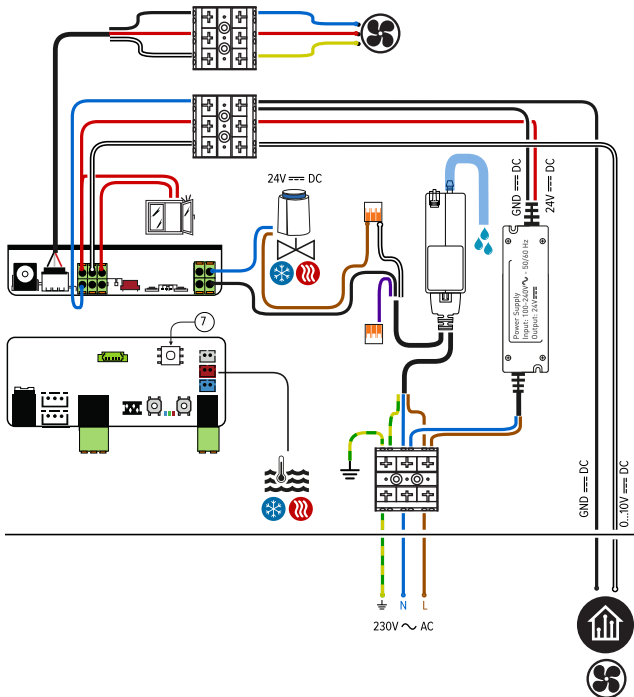 24V ⎓ DC
GND ⎓ DC
24V ⎓ DC
Power Supply
Input: 100-240V∿ - 50/60 Hz
Output: 24V⎓
7
GND ⎓ DC
0...10V ⎓ DC
N L
230V ∿ AC